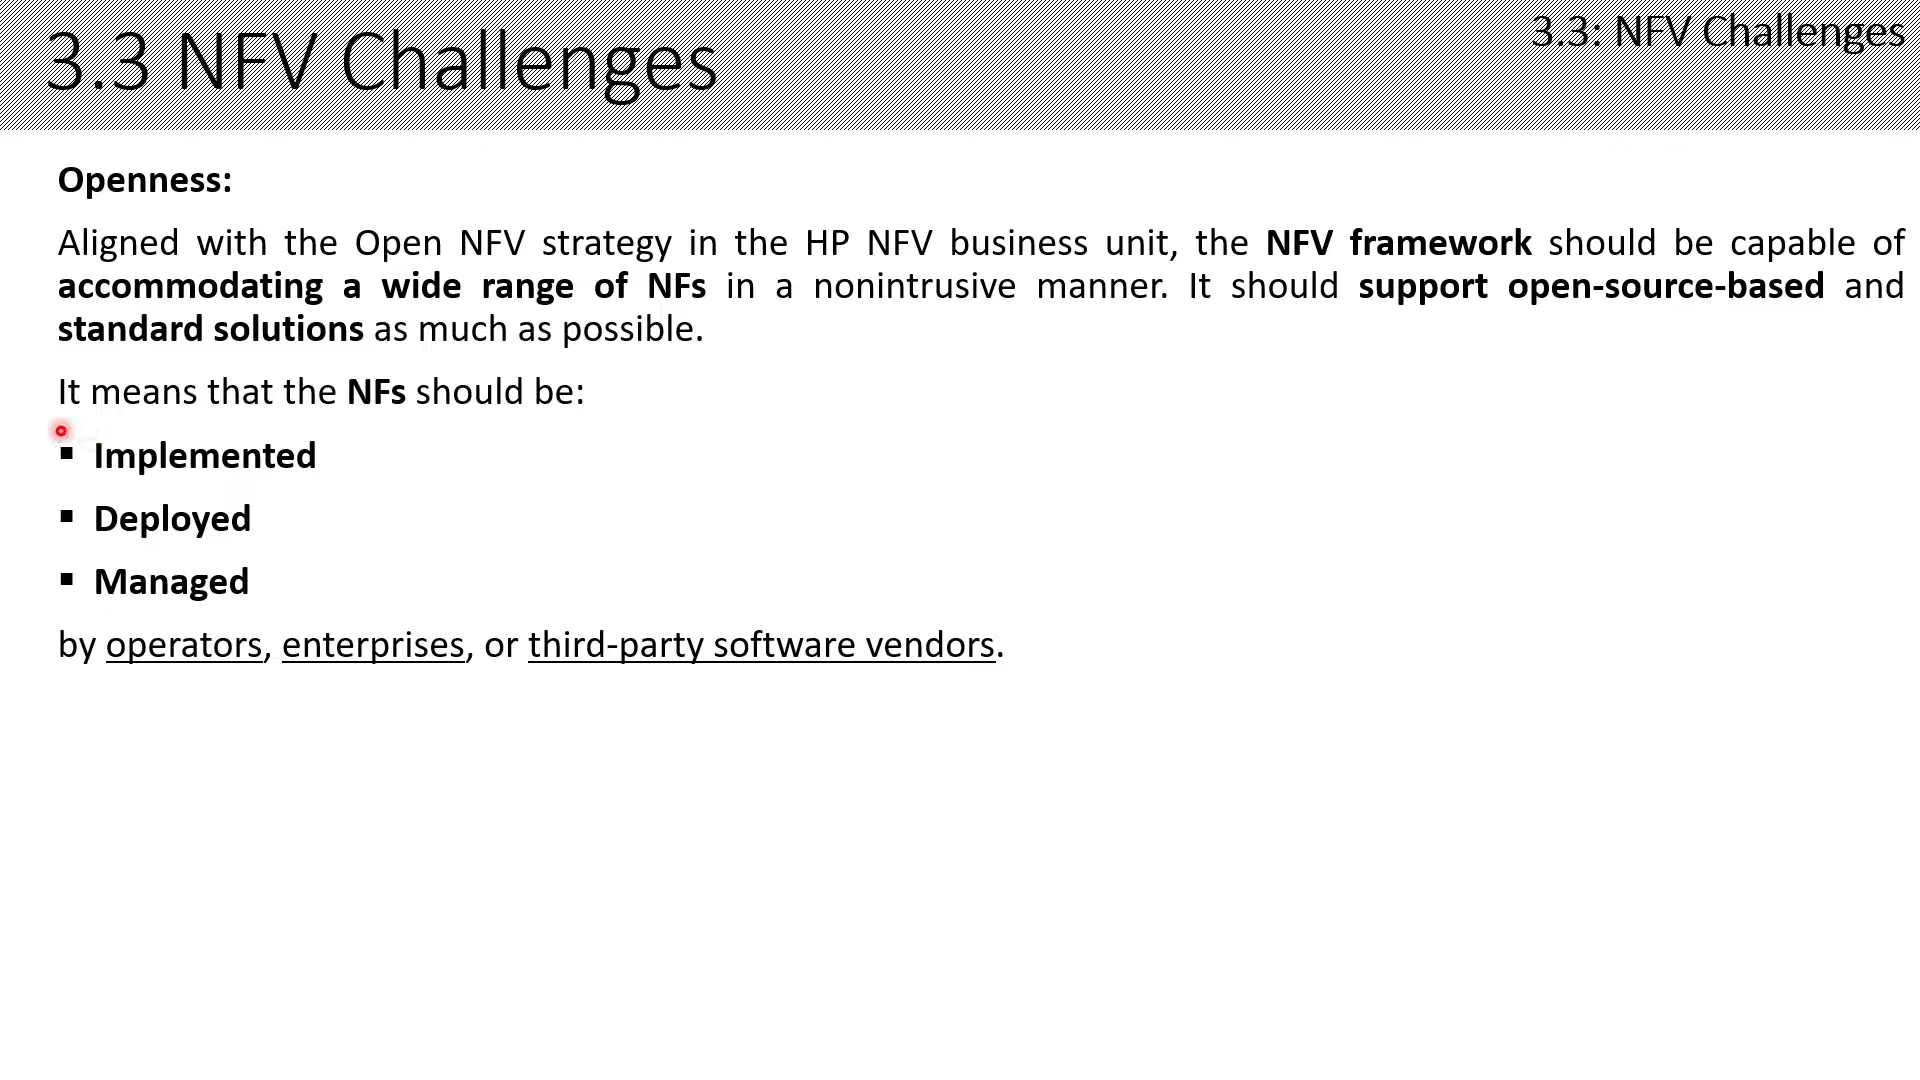 3.3 NFV Challenges
3.3: NFV Challenges
Openness:
Aligned with the Open NFV strategy in the HP NFV business unit, the NFV framework should be capable of
accommodating a wide range of NFs in a nonintrusive manner. It should support open-source-based and
standard solutions as much as possible.
It means that the NFs should be:
▪ Implemented
▪ Deployed
▪ Managed
by operators, enterprises, or third-party software vendors.